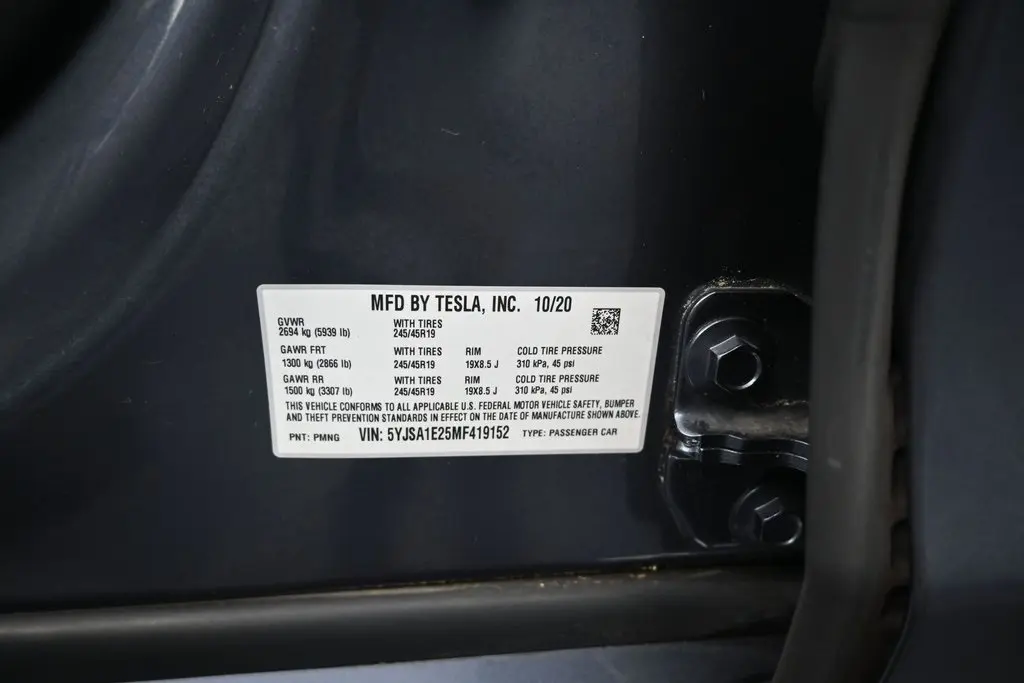 MFD BY TESLA, INC. 10/20
GVWR WITH TIRES
2694 kg (5939 lb) 245/45R19
GAWR FRT WITH TIRES RIM COLD TIRE PRESSURE
1300 kg (2866 lb) 245/45R19 19X8.5 J 310 kPa, 45 psi
GAWR RR WITH TIRES RIM COLD TIRE PRESSURE
1500 kg (3307 lb) 245/45R19 19X8.5 J 310 kPa, 45 psi
THIS VEHICLE CONFORMS TO ALL APPLICABLE U.S. FEDERAL MOTOR VEHICLE SAFETY, BUMPER
AND THEFT PREVENTION STANDARDS IN EFFECT ON THE DATE OF MANUFACTURE SHOWN ABOVE.
PNT: PMNG VIN: 5YJSA1E25MF419152 TYPE: PASSENGER CAR